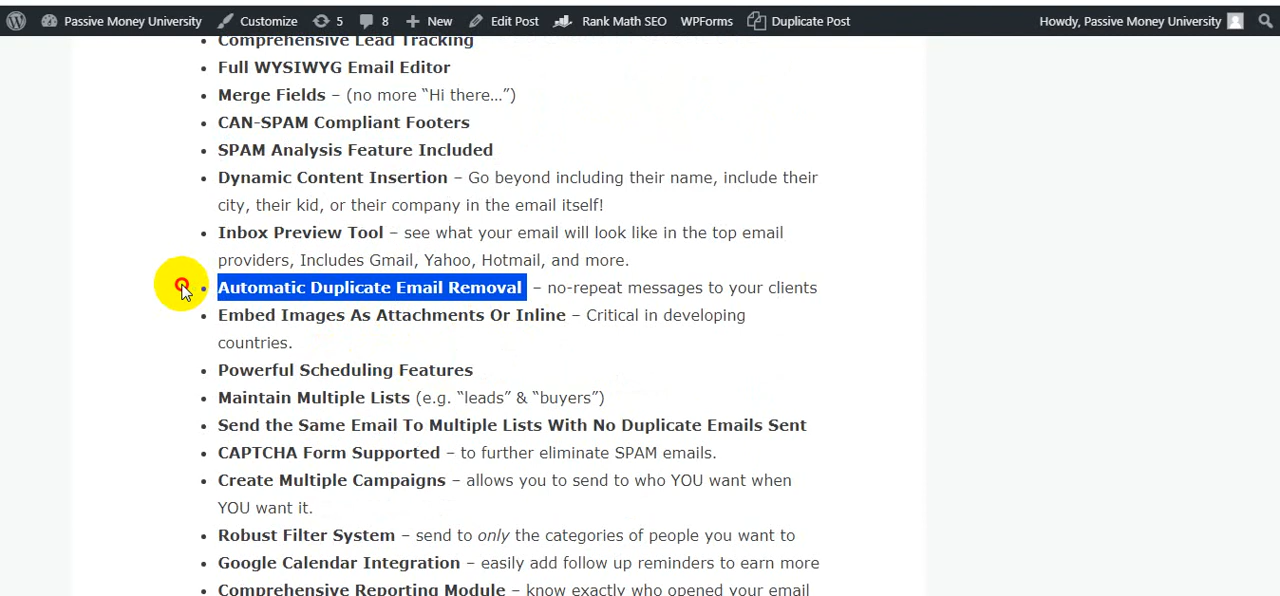 Passive Money University Customize 5 8 New Edit Post Rank Math SEO WPForms Duplicate Post Howdy, Passive Money University
Comprehensive Lead Tracking
Full WYSIWYG Email Editor
Merge Fields – (no more “Hi there...”)
CAN-SPAM Compliant Footers
SPAM Analysis Feature Included
Dynamic Content Insertion – Go beyond including their name, include their
city, their kid, or their company in the email itself!
Inbox Preview Tool – see what your email will look like in the top email
providers, Includes Gmail, Yahoo, Hotmail, and more.
Automatic Duplicate Email Removal – no-repeat messages to your clients
Embed Images As Attachments Or Inline – Critical in developing
countries.
Powerful Scheduling Features
Maintain Multiple Lists (e.g. “leads” & “buyers”)
Send the Same Email To Multiple Lists With No Duplicate Emails Sent
CAPTCHA Form Supported – to further eliminate SPAM emails.
Create Multiple Campaigns – allows you to send to who YOU want when
YOU want it.
Robust Filter System – send to only the categories of people you want to
Google Calendar Integration – easily add follow up reminders to earn more
Comprehensive Reporting Module – know exactly who opened your email